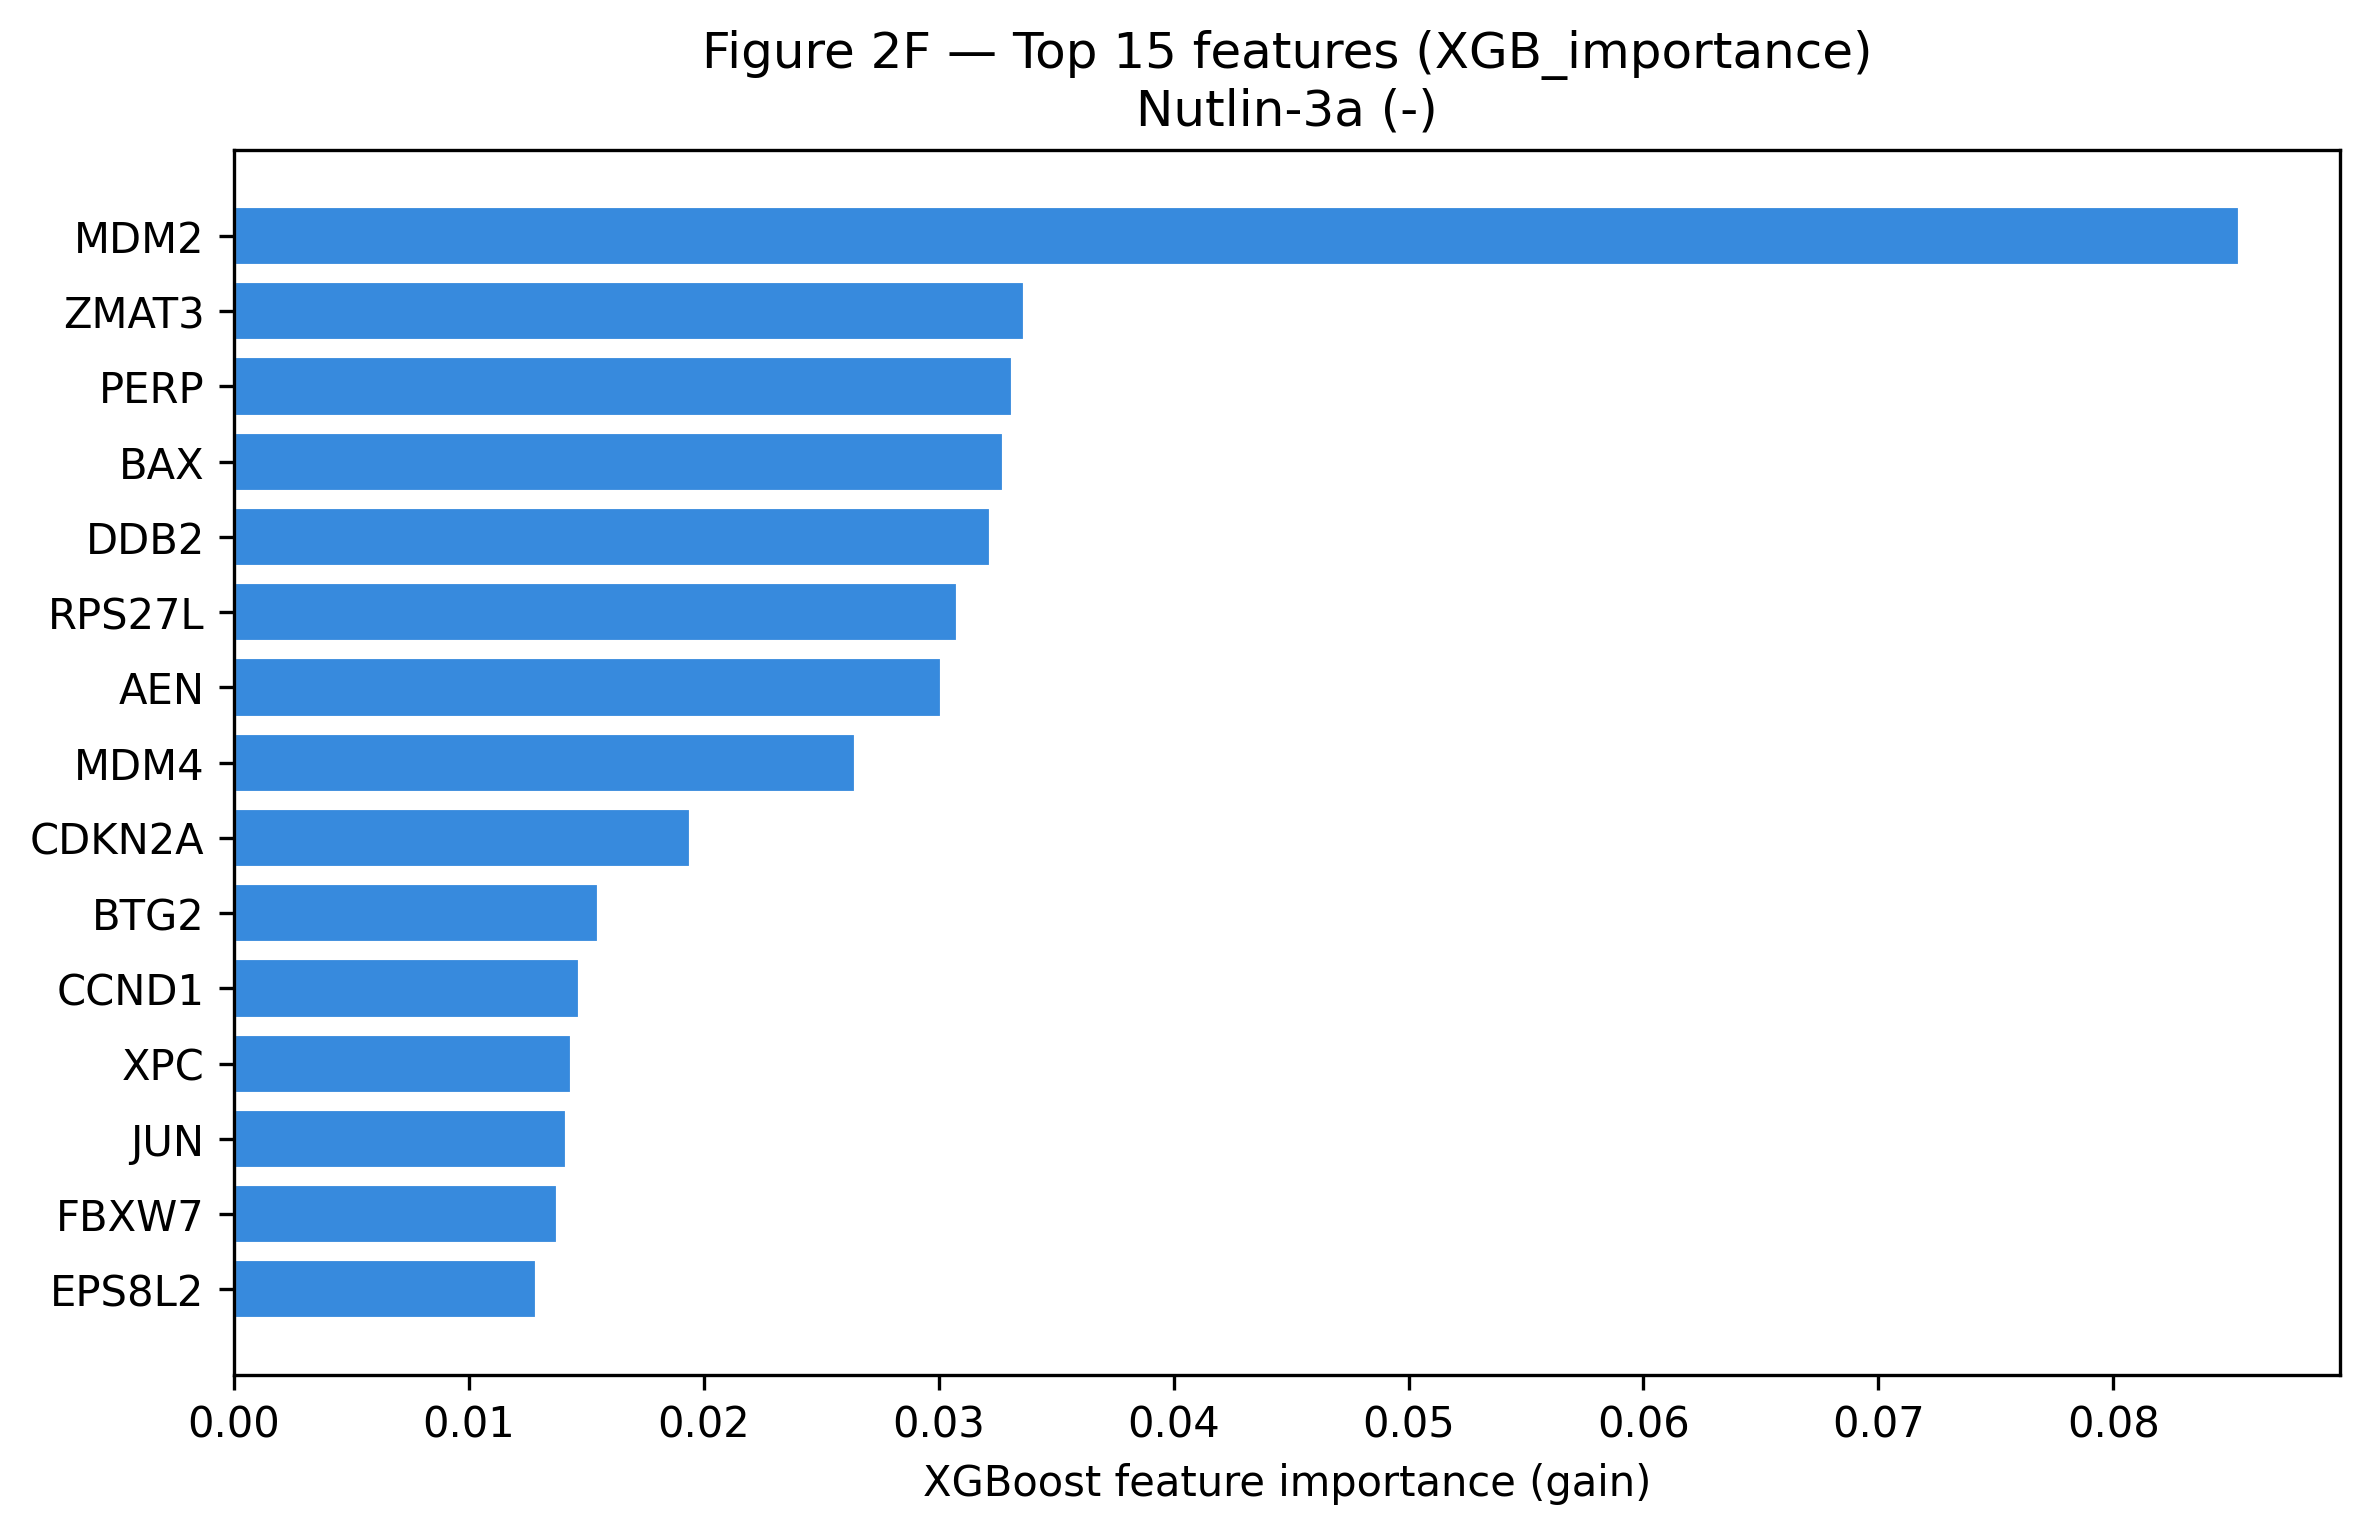 Figure 2F — Top 15 features (XGB_importance)
Nutlin-3a (-)
MDM2
ZMAT3
PERP
BAX
DDB2
RPS27L
AEN
MDM4
CDKN2A
BTG2
CCND1
XPC
JUN
FBXW7
EPS8L2
0.00 0.01 0.02 0.03 0.04 0.05 0.06 0.07 0.08
XGBoost feature importance (gain)